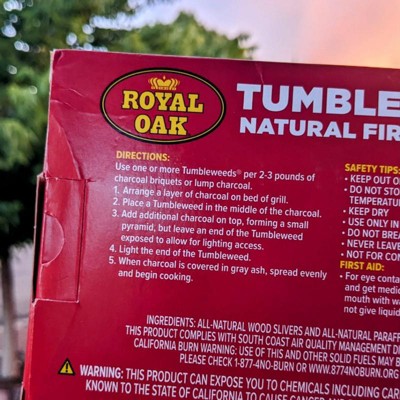 ROYAL
OAK
TUMBLE
NATURAL FIR
DIRECTIONS:
Use one or more Tumbleweeds® per 2-3 pounds of
charcoal briquets or lump charcoal.
1. Arrange a layer of charcoal on bed of grill.
2. Place a Tumbleweed in the middle of the charcoal.
3. Add additional charcoal on top, forming a small
pyramid, but leave an end of the Tumbleweed
exposed to allow for lighting access.
4. Light the end of the Tumbleweed.
5. When charcoal is covered in gray ash, spread evenly
and begin cooking.
SAFETY TIPS:
• KEEP OUT O
• DO NOT STO
TEMPERATU
• KEEP DRY
• USE ONLY IN
• DO NOT BREA
• NEVER LEAVE
• NOT FOR CON
FIRST AID:
• For eye conta
and get medic
mouth with wa
not give liquid
INGREDIENTS: ALL-NATURAL WOOD SLIVERS AND ALL-NATURAL PARAFF
THIS PRODUCT COMPLIES WITH SOUTH COAST AIR QUALITY MANAGEMENT D
CALIFORNIA BURN WARNING: USE OF THIS AND OTHER SOLID FUELS MAY B
PLEASE CHECK 1-877-4NO-BURN OR WWW.8774NOBURN.ORG
WARNING: THIS PRODUCT CAN EXPOSE YOU TO CHEMICALS INCLUDING CAR
KNOWN TO THE STATE OF CALIFORNIA TO CAUSE CANCER AND